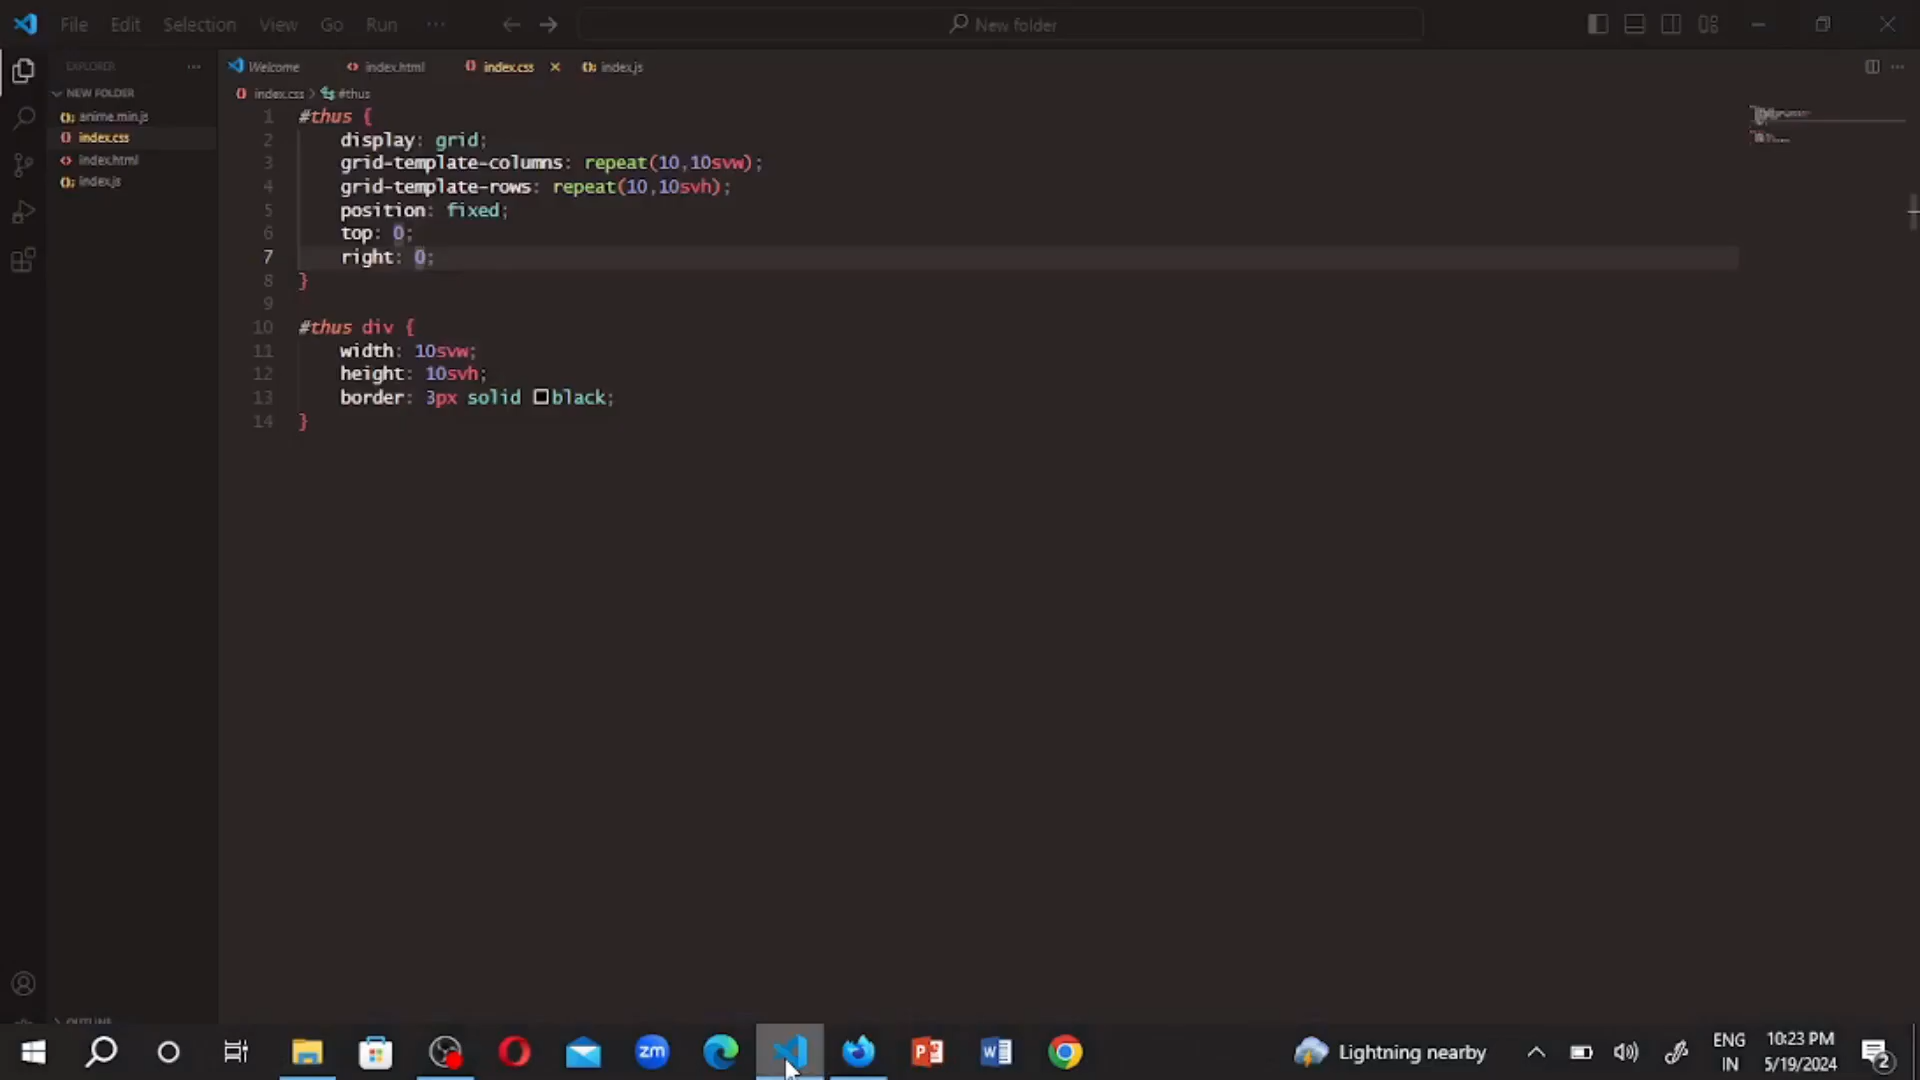 File Edit Selection View Go Run ··· New folder
EXPLORER ···
NEW FOLDER
anime.min.js
index.css
index.html
index.js
OUTLINE
Welcome index.html index.css index.js
index.css > #thus
1 #thus {
2 display: grid;
3 grid-template-columns: repeat(10,10svw);
4 grid-template-rows: repeat(10,10svh);
5 position: fixed;
6 top: 0;
7 right: 0;
8 }
9
10 #thus div {
11 width: 10svw;
12 height: 10svh;
13 border: 3px solid black;
14 }
zm
Lightning nearby
ENG
IN
10:23 PM
5/19/2024
2